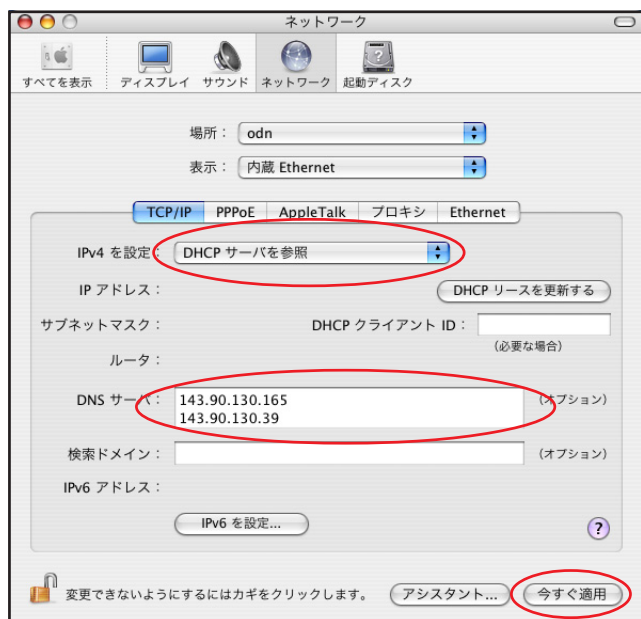 ネットワーク
すべてを表示 ディスプレイ サウンド ネットワーク 起動ディスク
場所： odn
表示： 内蔵 Ethernet
TCP/IP PPPoE AppleTalk プロキシ Ethernet
IPv4 を設定： DHCP サーバを参照
IP アドレス： DHCP リースを更新する
サブネットマスク： DHCP クライアント ID：
(必要な場合)
ルータ：
DNS サーバ： 143.90.130.165 (オプション)
143.90.130.39
検索ドメイン： (オプション)
IPv6 アドレス：
IPv6 を設定... ?
変更できないようにするにはカギをクリックします。 アシスタント... 今すぐ適用